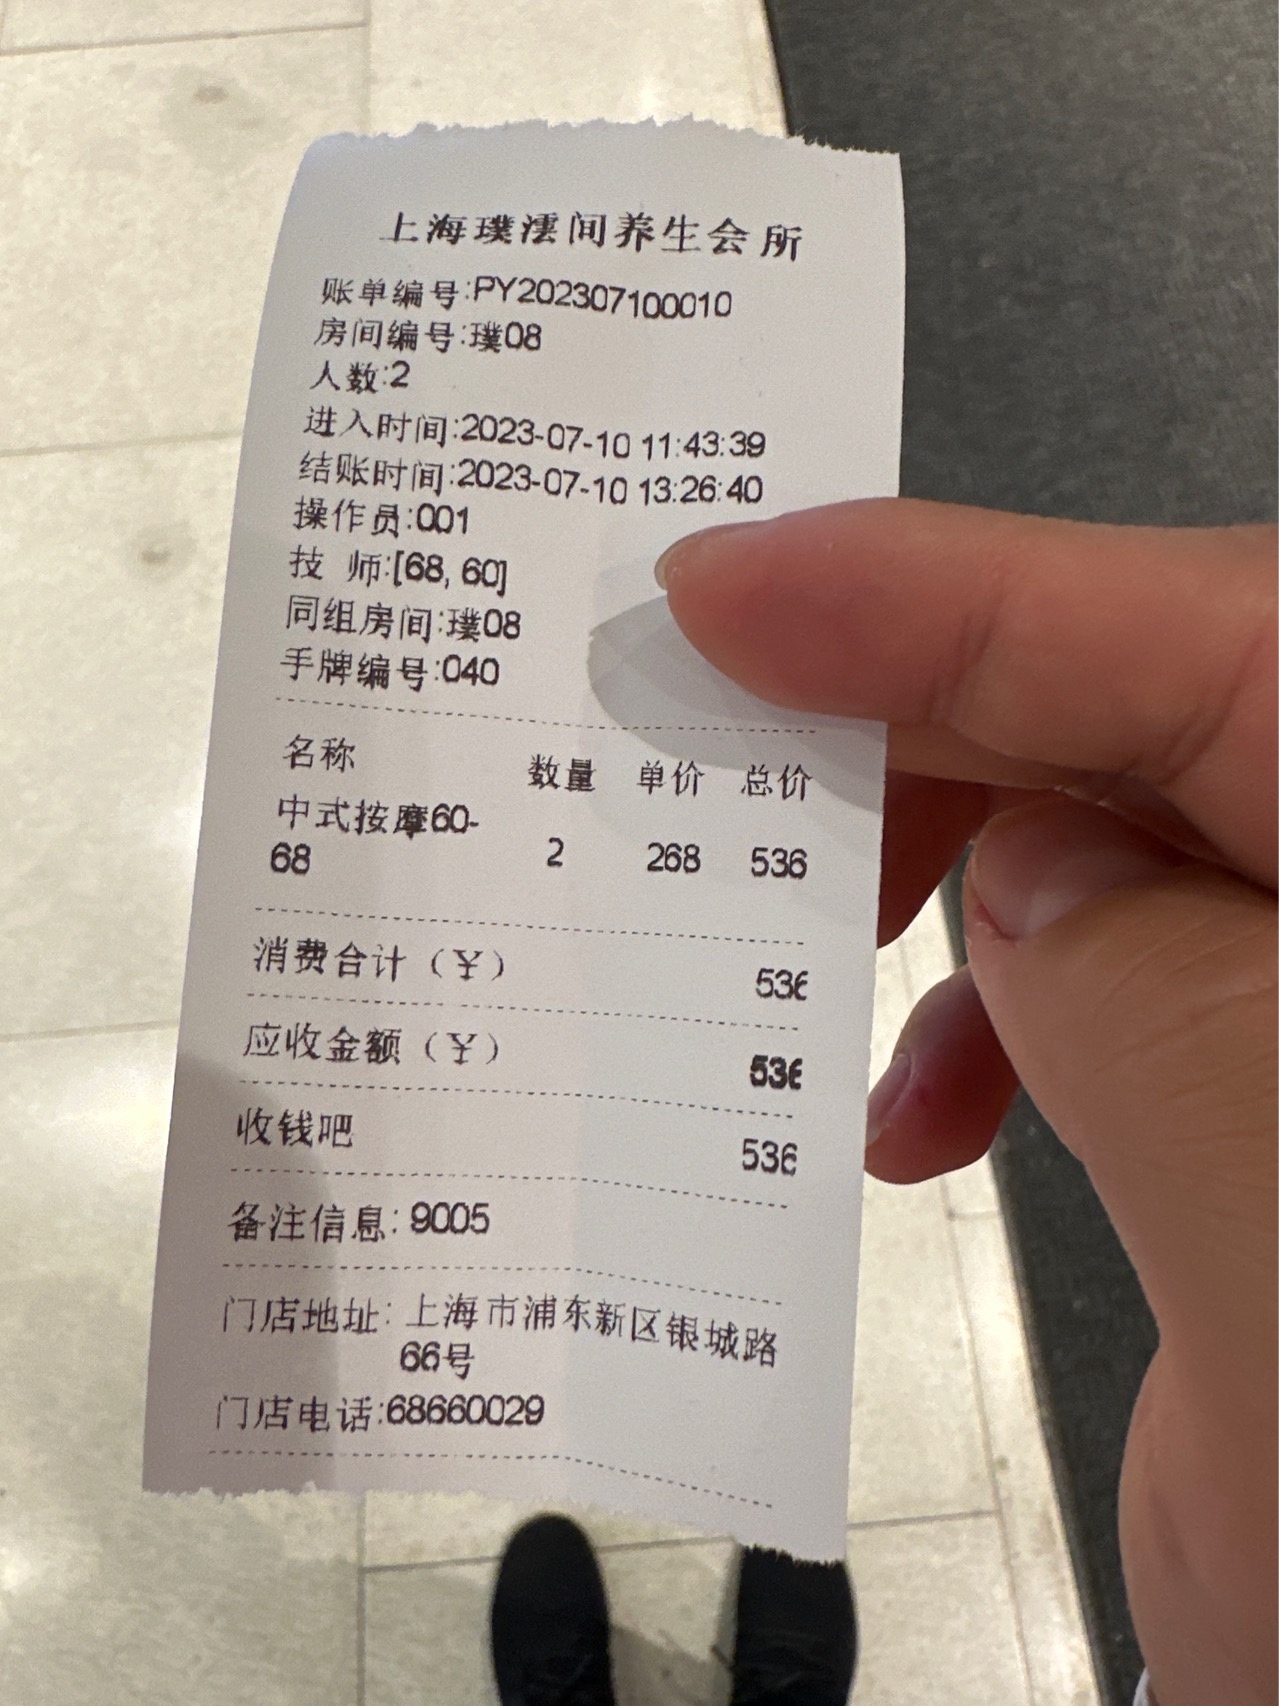 上海璞澐间养生会所
账单编号:PY202307100010
房间编号:璞08
人数:2
进入时间:2023-07-10 11:43:39
结账时间:2023-07-10 13:26:40
操作员:001
技 师:[68, 60]
同组房间:璞08
手牌编号:040
名称 数量 单价 总价
中式按摩60-
68 2 268 536
消费合计（¥） 536
应收金额（¥） 536
收钱吧 536
备注信息: 9005
门店地址: 上海市浦东新区银城路
66号
门店电话:68660029